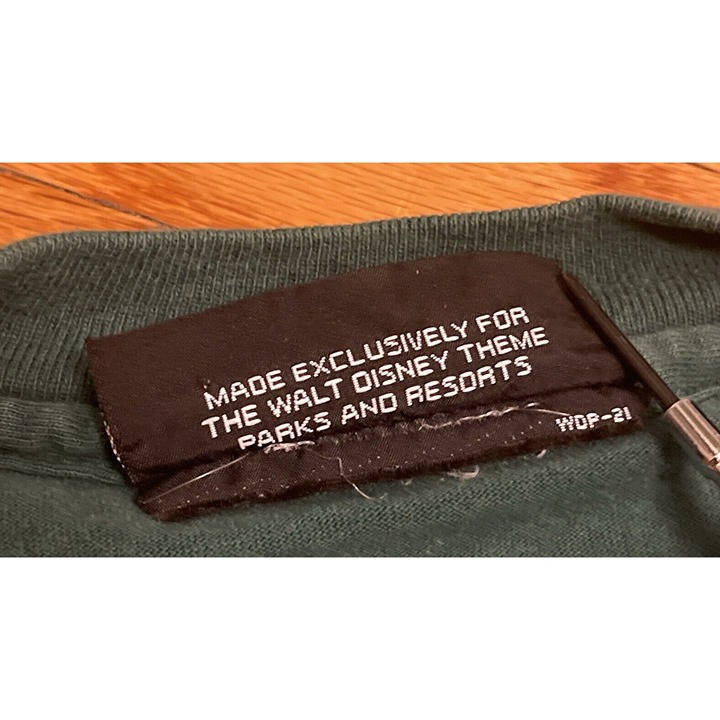 MADE EXCLUSIVELY FOR
THE WALT DISNEY THEME
PARKS AND RESORTS
WDP-21